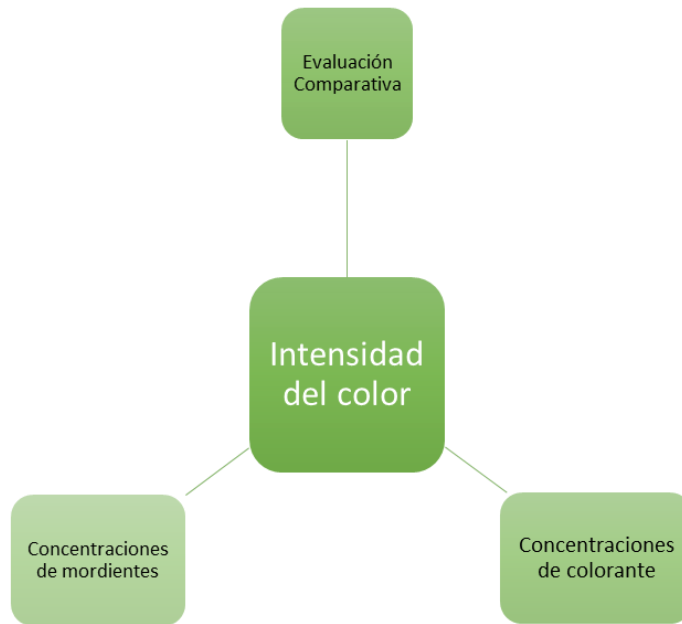 Evaluación
Comparativa
Intensidad
del color
Concentraciones
de mordientes
Concentraciones
de colorante